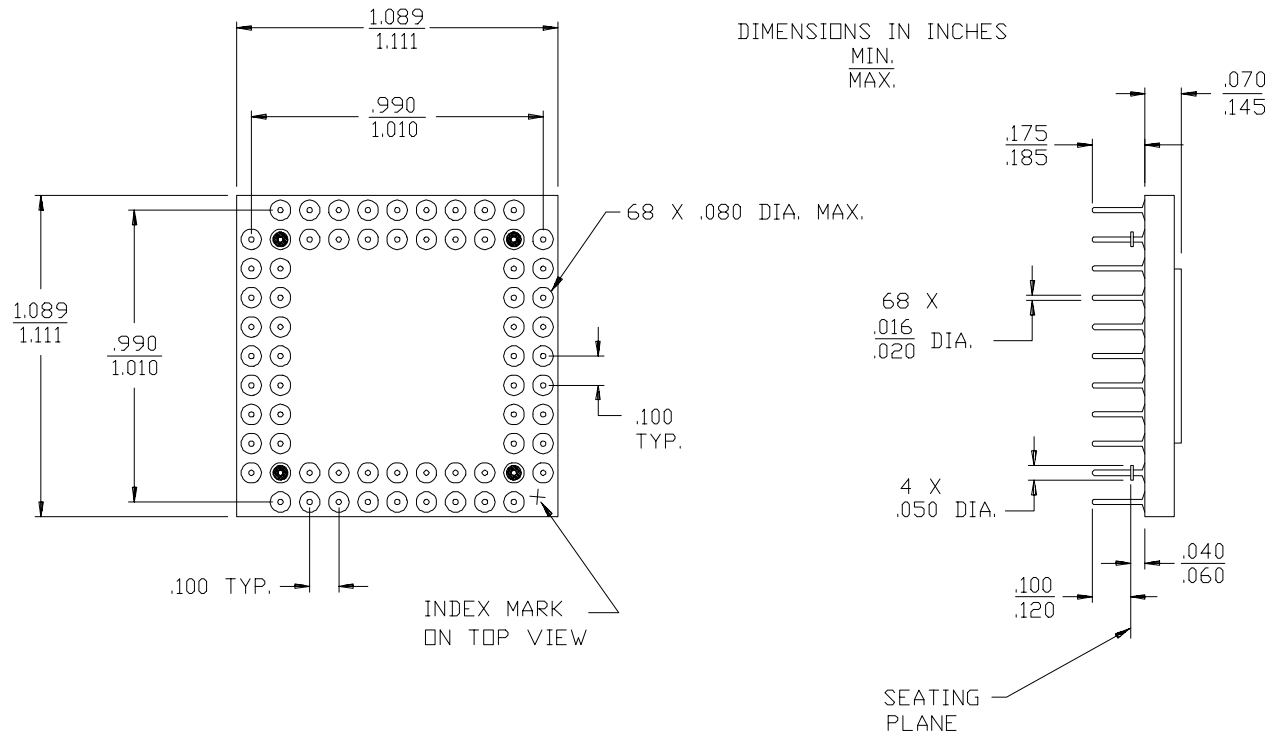 1.089
1.111
DIMENSIONS IN INCHES
MIN.
MAX.
.990
1.010
.070
.145
.175
.185
68 X .080 DIA. MAX.
1.089
1.111
.990
1.010
68 X
.016
.020 DIA.
.100
TYP.
4 X
.050 DIA.
.040
.060
.100 TYP.
.100
.120
INDEX MARK
ON TOP VIEW
SEATING
PLANE